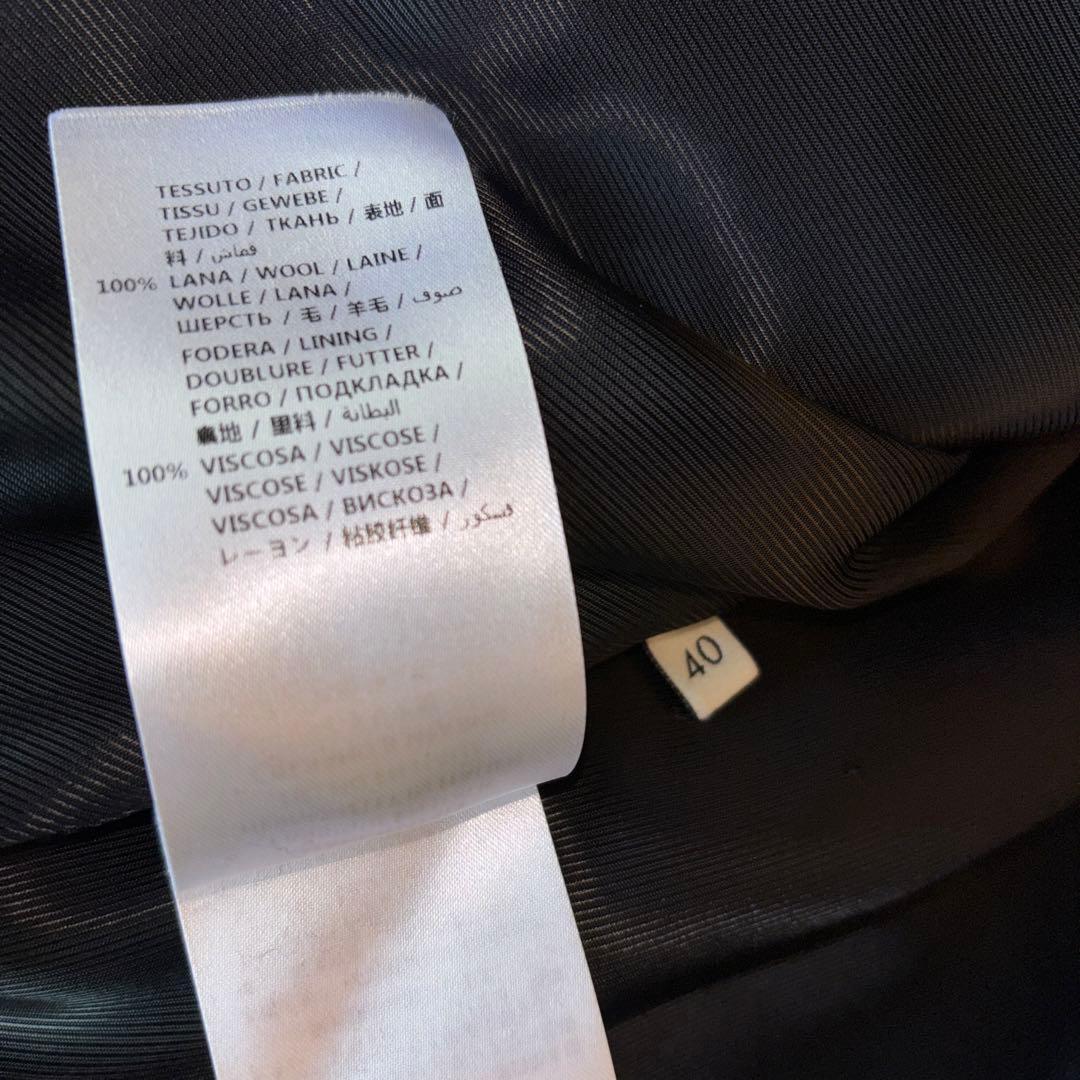 TESSUTO / FABRIC /
TISSU / GEWEBE /
TEJIDO / ТКАНЬ / 表地 / 面
料 / قماش
100% LANA / WOOL / LAINE /
WOLLE / LANA /
ШЕРСТЬ / 毛 / 羊毛 / صوف
FODERA / LINING /
DOUBLURE / FUTTER /
FORRO / ПОДКЛАДКА /
裏地 / 里料 / البطانة
100% VISCOSA / VISCOSE /
VISCOSE / VISKOSE /
VISCOSA / ВИСКОЗА /
レーヨン / 粘胶纤维 / فسكور
40